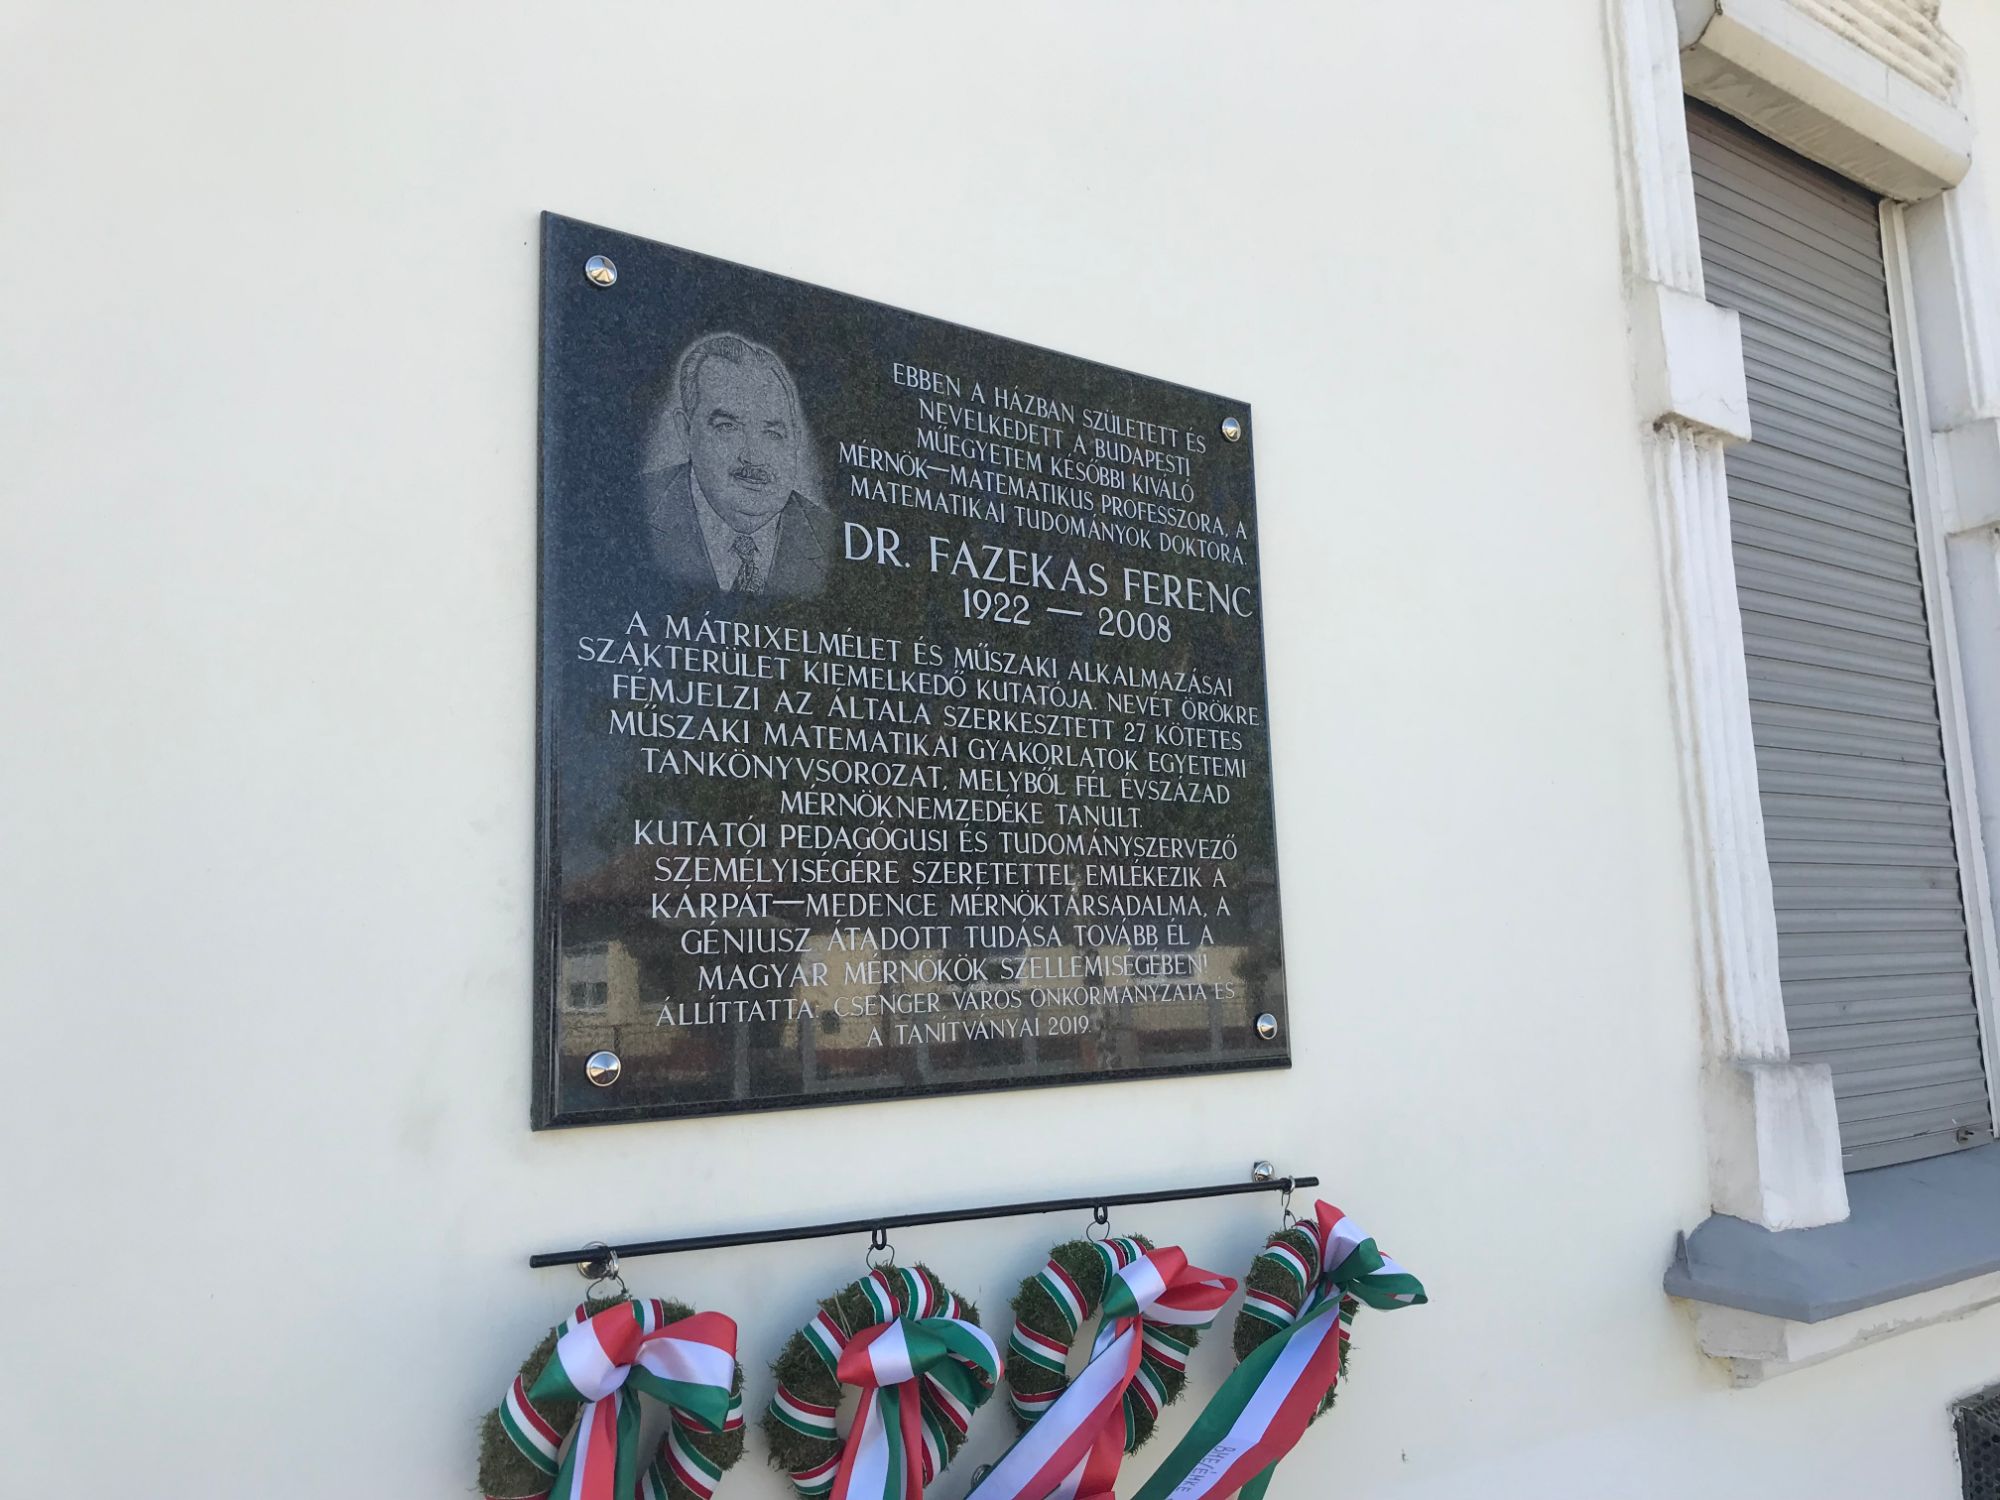 EBBEN A HÁZBAN SZÜLETETT ÉS
NEVELKEDETT A BUDAPESTI
MŰEGYETEM KÉSŐBBI KIVÁLÓ
MÉRNÖK—MATEMATIKUS PROFESSZORA, A
MATEMATIKAI TUDOMÁNYOK DOKTORA.
DR. FAZEKAS FERENC
1922 — 2008
A MÁTRIXELMÉLET ÉS MŰSZAKI ALKALMAZÁSAI
SZAKTERÜLET KIEMELKEDŐ KUTATÓJA. NEVÉT ÖRÖKRE
FÉMJELZI AZ ÁLTALA SZERKESZTETT 27 KÖTETES
MŰSZAKI MATEMATIKAI GYAKORLATOK EGYETEMI
TANKÖNYVSOROZAT, MELYBŐL FÉL ÉVSZÁZAD
MÉRNÖKNEMZEDÉKE TANULT.
KUTATÓI PEDAGÓGUSI ÉS TUDOMÁNYSZERVEZŐ
SZEMÉLYISÉGÉRE SZERETETTEL EMLÉKEZIK A
KÁRPÁT—MEDENCE MÉRNÖKTÁRSADALMA, A
GÉNIUSZ ÁTADOTT TUDÁSA TOVÁBB ÉL A
MAGYAR MÉRNÖKÖK SZELLEMISÉGÉBEN!
ÁLLÍTTATTA: CSENGER VÁROS ÖNKORMÁNYZATA ÉS
A TANÍTVÁNYAI 2019.